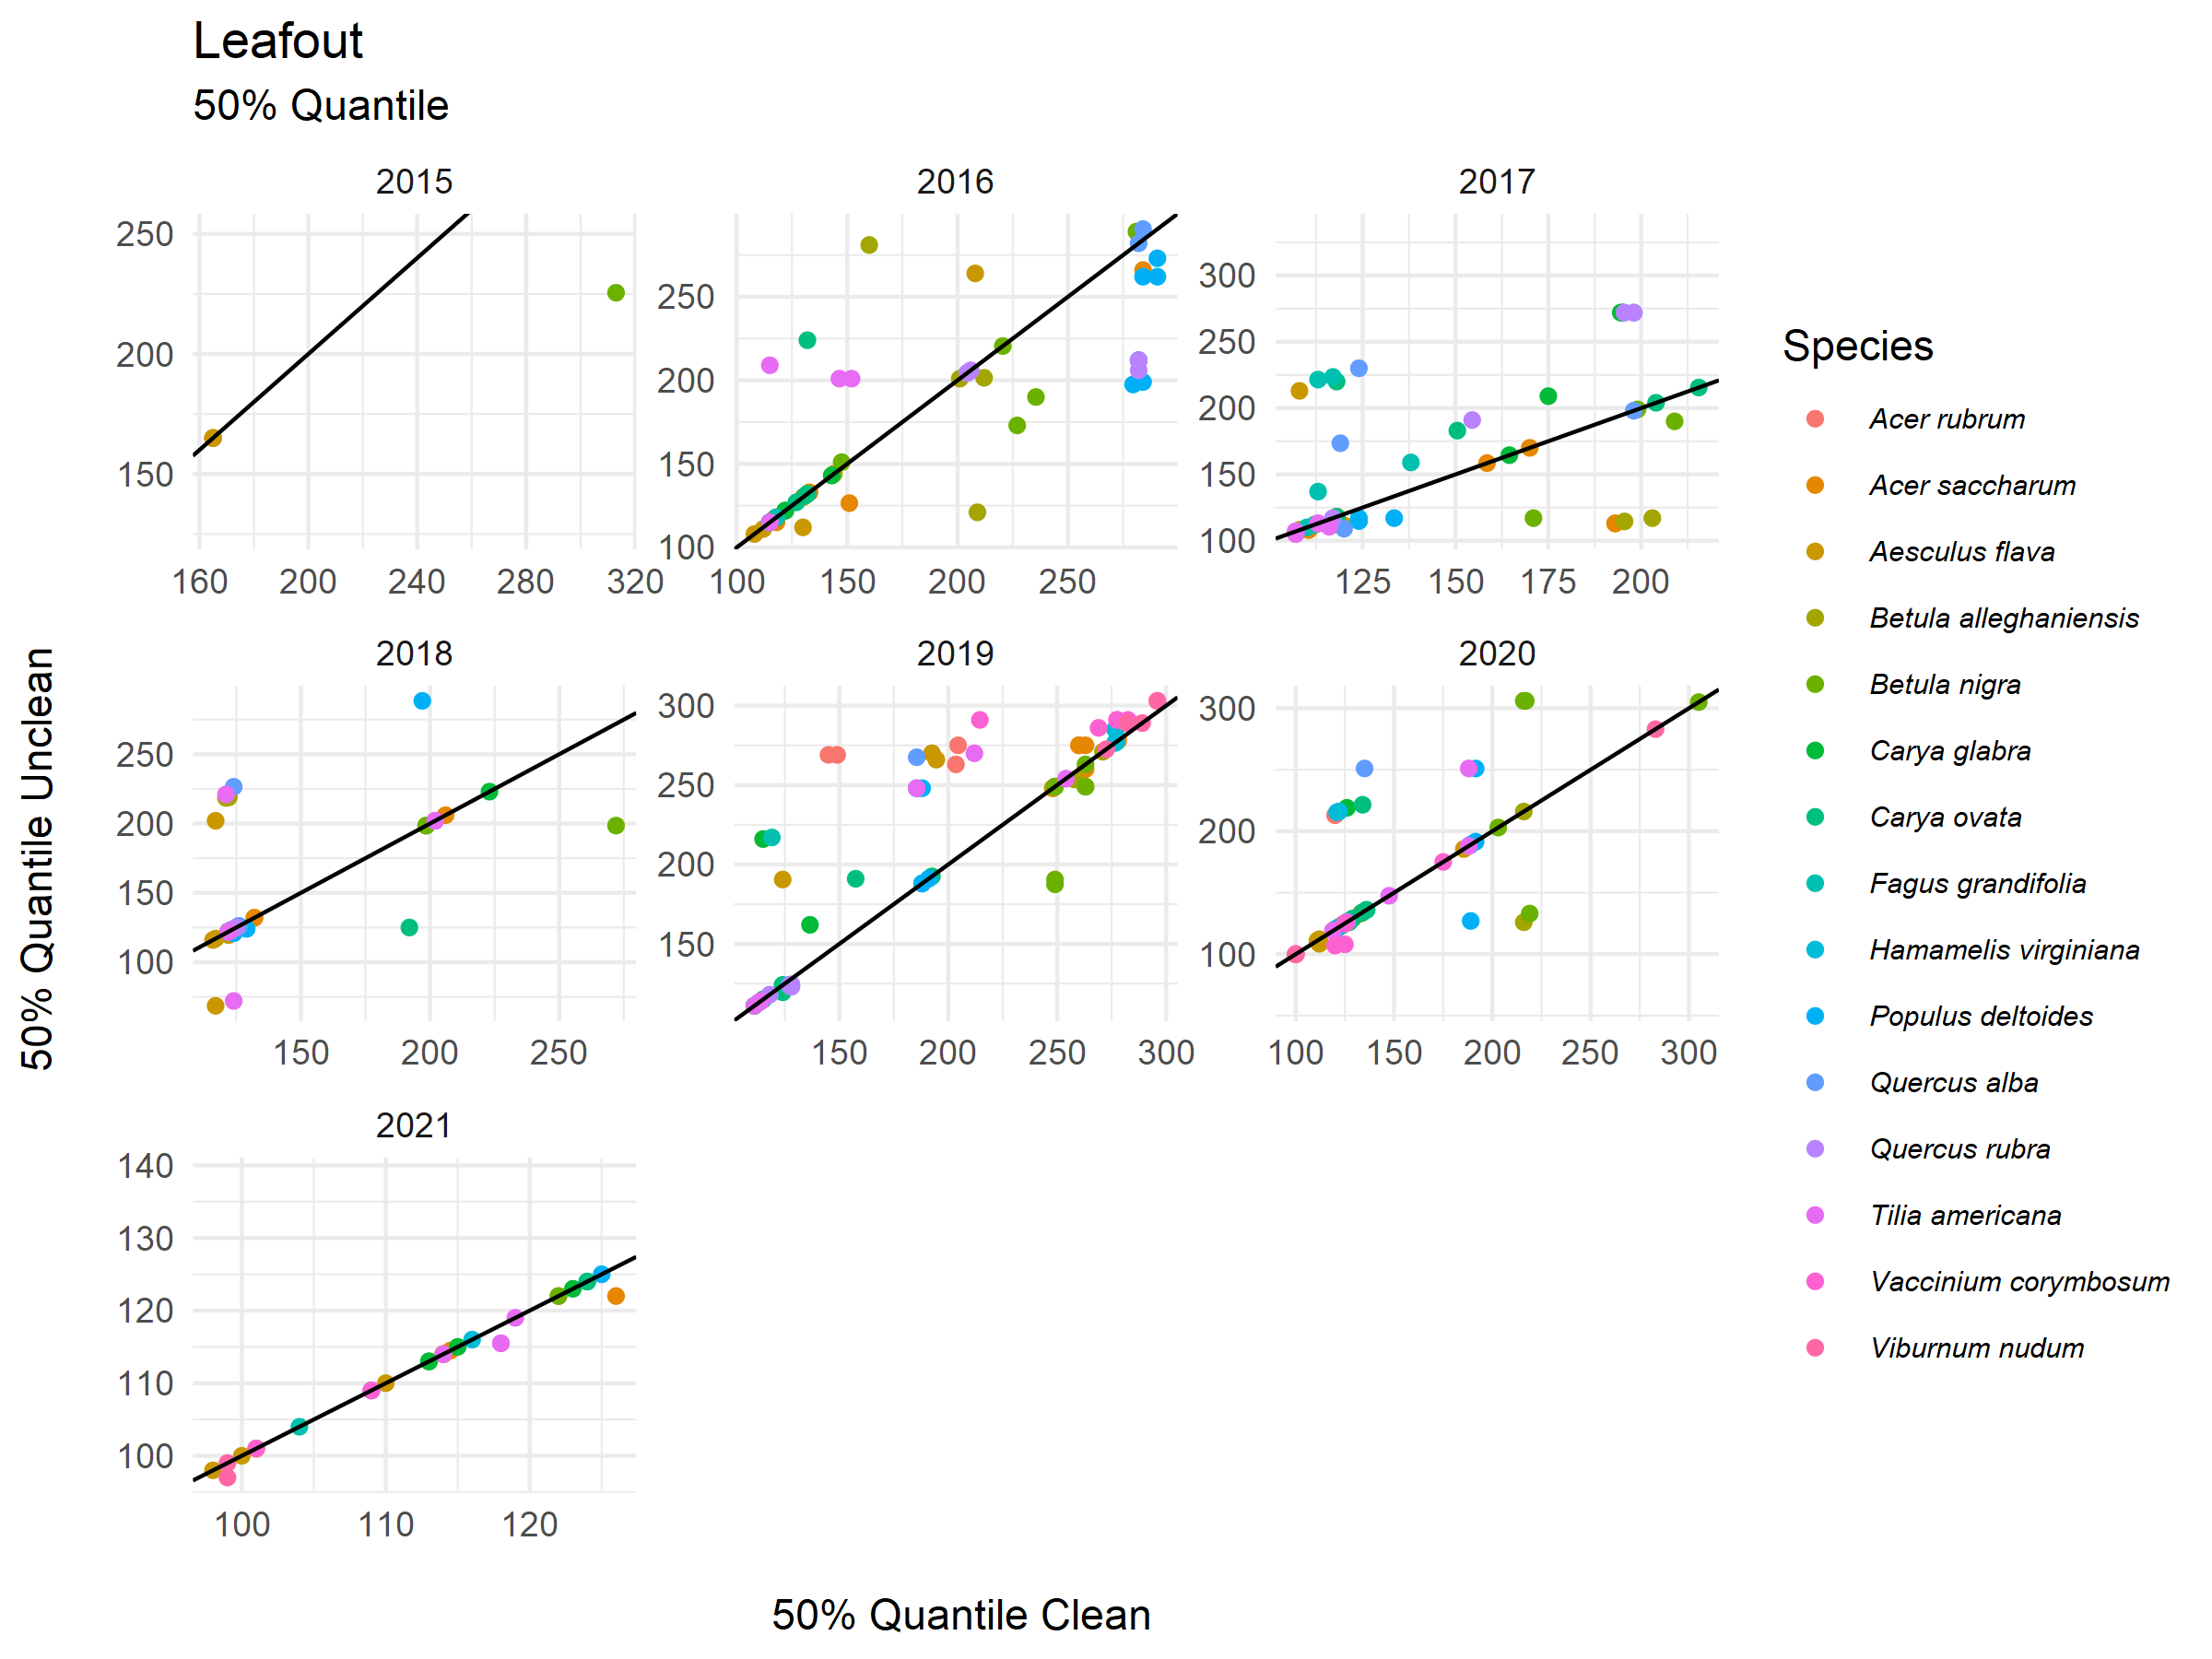 Leafout
50% Quantile
2015
2016
2017
250
200
150
160 200 240 280 320
250
200
150
100
100 150 200 250
300
250
200
150
100
125 150 175 200
2018
2019
2020
250
200
150
100
150 200 250
300
250
200
150
150 200 250 300
300
200
100
100 150 200 250 300
2021
140
130
120
110
100
100 110 120
50% Quantile Unclean
50% Quantile Clean
Species
Acer rubrum
Acer saccharum
Aesculus flava
Betula alleghaniensis
Betula nigra
Carya glabra
Carya ovata
Fagus grandifolia
Hamamelis virginiana
Populus deltoides
Quercus alba
Quercus rubra
Tilia americana
Vaccinium corymbosum
Viburnum nudum